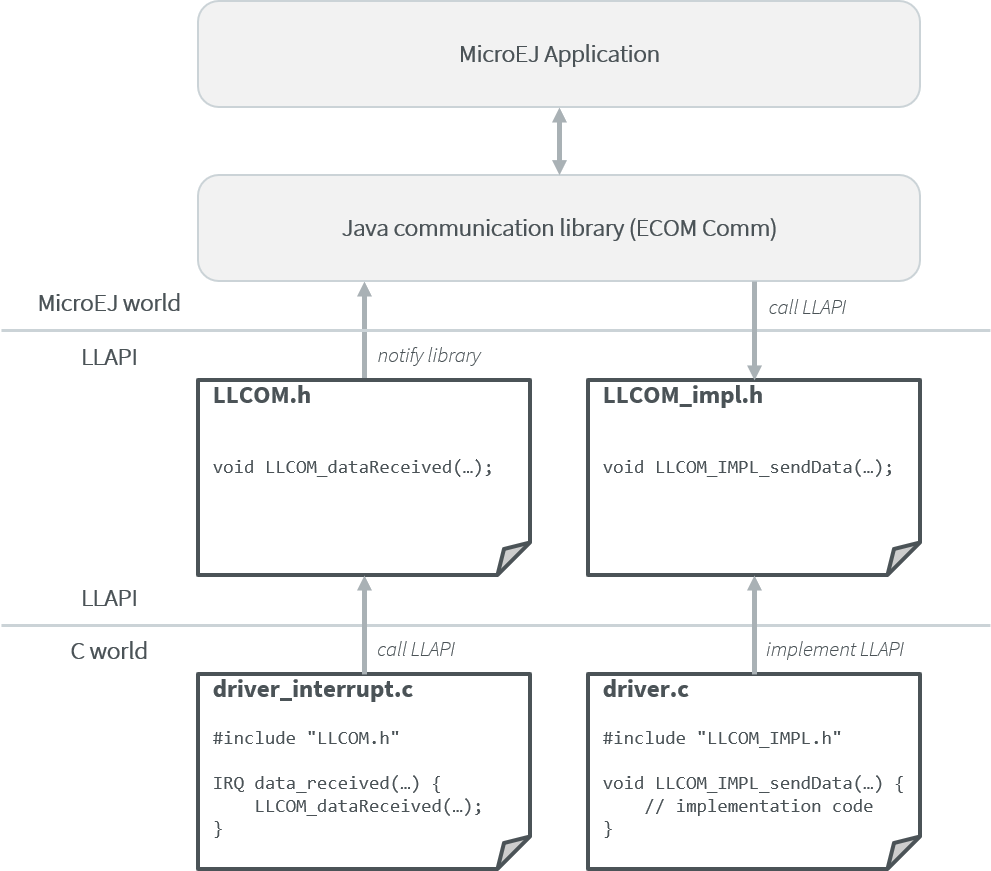 MicroEJ Application
Java communication library (ECOM Comm)
MicroEJ world
call LLAPI
LLAPI
notify library
LLCOM.h
void LLCOM_dataReceived(…);
LLCOM_impl.h
void LLCOM_IMPL_sendData(…);
LLAPI
C world
call LLAPI
implement LLAPI
driver_interrupt.c
#include "LLCOM.h"
IRQ data_received(…) {
    LLCOM_dataReceived(…);
}
driver.c
#include "LLCOM_IMPL.h"
void LLCOM_IMPL_sendData(…) {
    // implementation code
}